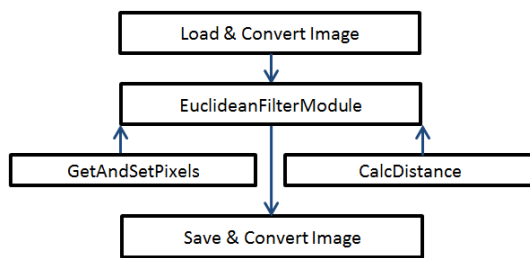 Load & Convert Image
EuclideanFilterModule
GetAndSetPixels
CalcDistance
Save & Convert Image